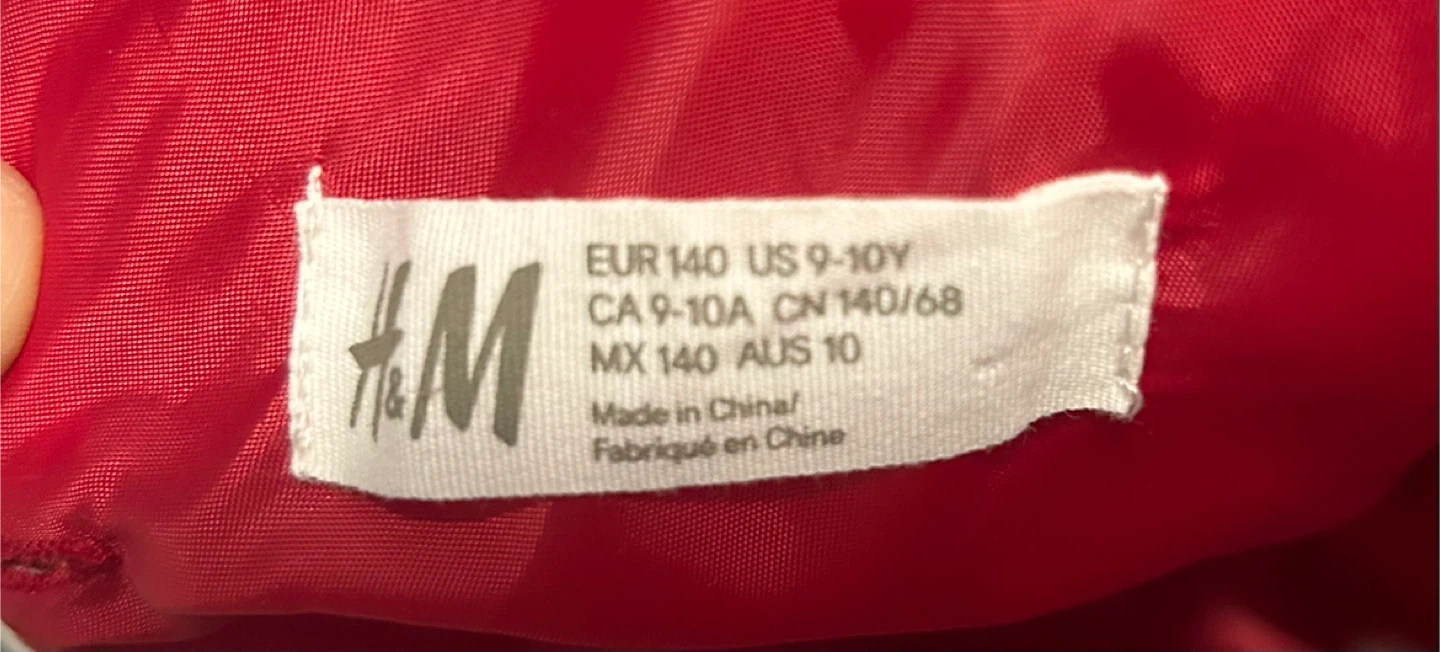 H&M
EUR 140 US 9-10Y
CA 9-10A CN 140/68
MX 140 AUS 10
Made in China/
Fabriqué en Chine